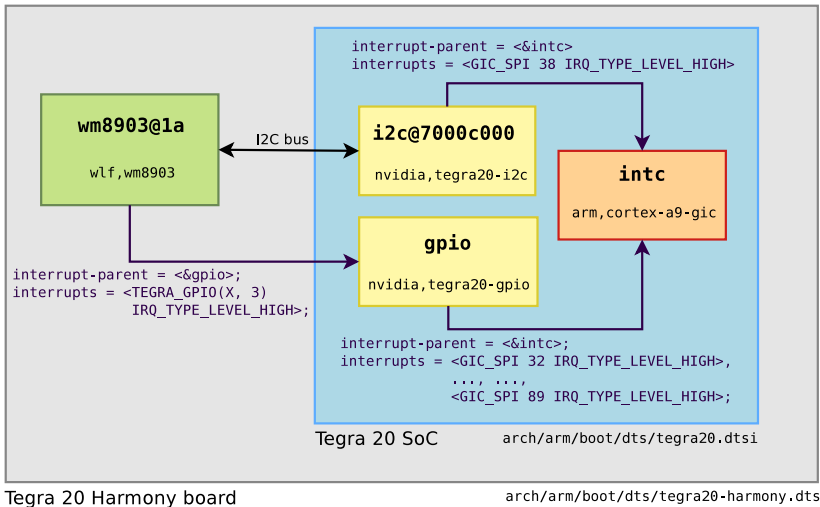 interrupt-parent = <&intc>
interrupts = <GIC_SPI 38 IRQ_TYPE_LEVEL_HIGH>
wm8903@1a
wlf,wm8903
I2C bus
i2c@7000c000
nvidia,tegra20-i2c
intc
arm,cortex-a9-gic
gpio
nvidia,tegra20-gpio
interrupt-parent = <&gpio>;
interrupts = <TEGRA_GPIO(X, 3)
IRQ_TYPE_LEVEL_HIGH>;
interrupt-parent = <&intc>;
interrupts = <GIC_SPI 32 IRQ_TYPE_LEVEL_HIGH>,
..., ...,
<GIC_SPI 89 IRQ_TYPE_LEVEL_HIGH>;
Tegra 20 SoC
arch/arm/boot/dts/tegra20.dtsi
Tegra 20 Harmony board
arch/arm/boot/dts/tegra20-harmony.dts